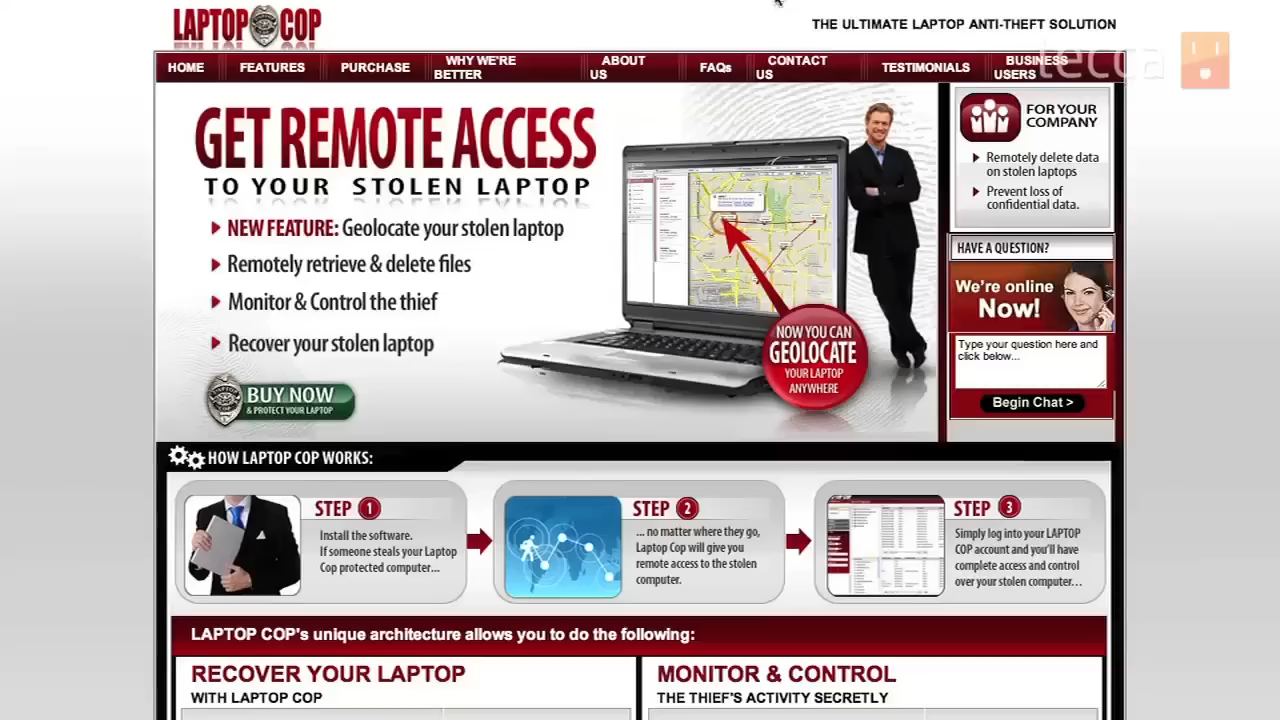 LAPTOP COP
THE ULTIMATE LAPTOP ANTI-THEFT SOLUTION
tecca
HOME
FEATURES
PURCHASE
WHY WE'RE
BETTER
ABOUT
US
FAQs
CONTACT
US
TESTIMONIALS
BUSINESS
USERS
GET REMOTE ACCESS
TO YOUR STOLEN LAPTOP
NEW FEATURE: Geolocate your stolen laptop
Remotely retrieve & delete files
Monitor & Control the thief
Recover your stolen laptop
BUY NOW
& PROTECT YOUR LAPTOP
NOW YOU CAN
GEOLOCATE
YOUR LAPTOP
ANYWHERE
FOR YOUR
COMPANY
Remotely delete data
on stolen laptops
Prevent loss of
confidential data.
HAVE A QUESTION?
We're online
Now!
Type your question here and
click below...
Begin Chat >
HOW LAPTOP COP WORKS:
STEP 1
Install the software.
If someone steals your Laptop
Cop protected computer...
STEP 2
... no matter where they go,
Laptop Cop will give you
remote access to the stolen
computer.
STEP 3
Simply log into your LAPTOP
COP account and you'll have
complete access and control
over your stolen computer...
LAPTOP COP's unique architecture allows you to do the following:
RECOVER YOUR LAPTOP
WITH LAPTOP COP
MONITOR & CONTROL
THE THIEF'S ACTIVITY SECRETLY